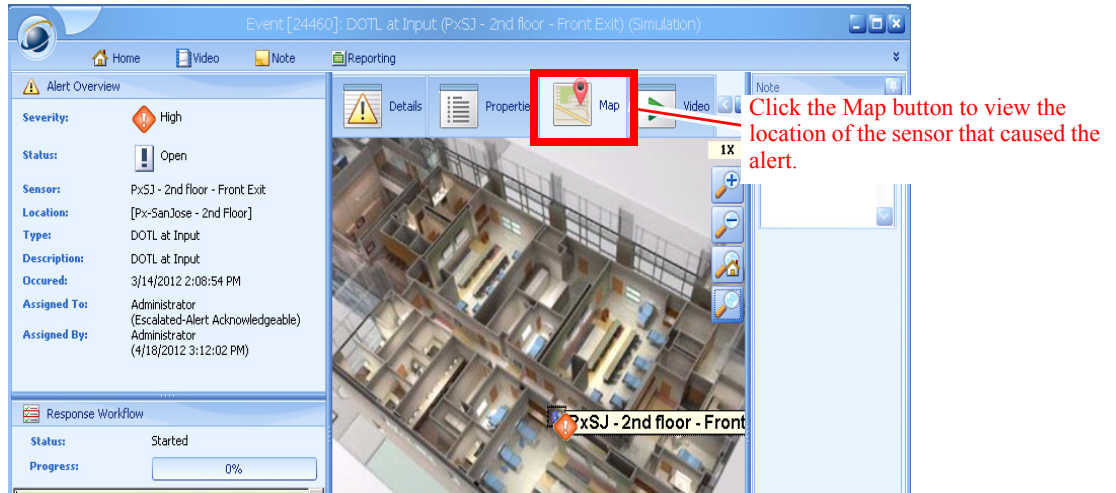 Event [24460]: DOTL at Input (PxSJ - 2nd floor - Front Exit) (Simulation)
Home Video Note Reporting
Alert Overview
Severity: High
Status: Open
Sensor: PxSJ - 2nd floor - Front Exit
Location: [Px-SanJose - 2nd Floor]
Type: DOTL at Input
Description: DOTL at Input
Occured: 3/14/2012 2:08:54 PM
Assigned To: Administrator
(Escalated-Alert Acknowledgeable)
Assigned By: Administrator
(4/18/2012 3:12:02 PM)
Response Workflow
Status: Started
Progress: 0%
Details Propertie Map Video
1X
PxSJ - 2nd floor - Front
Note
Click the Map button to view the
location of the sensor that caused the
alert.